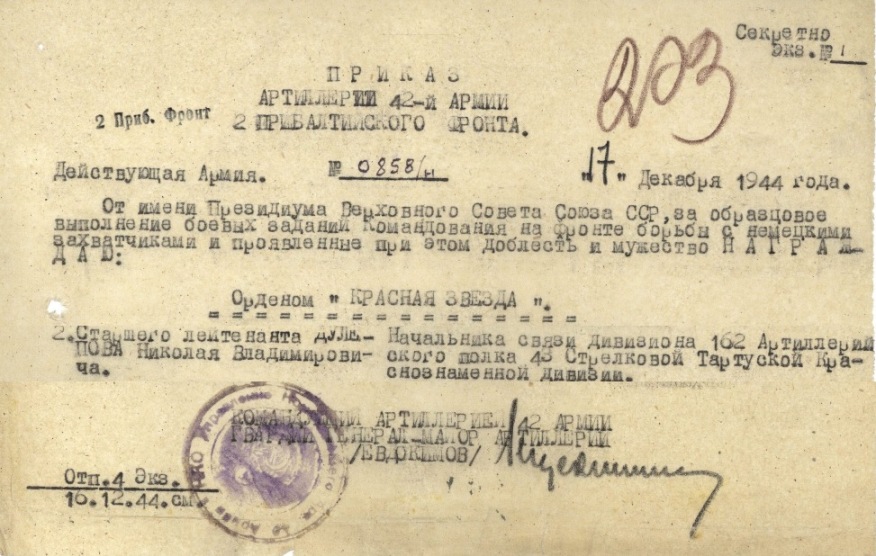 Секретно
Экз.№ 1
223
ПРИКАЗ
АРТИЛЛЕРИИ 42-й АРМИИ
2 Приб. Фронт
2 ПРИБАЛТИЙСКОГО ФРОНТА.
Действующая Армия. № 0858/н "17" Декабря 1944 года.
От имени Президиума Верховного Совета Союза ССР, за образцовое
выполнение боевых заданий Командования на фронте борьбы с немецкими
захватчиками и проявленные при этом доблесть и мужество Н А Г Р А Ж-
Д А Ю:
Орденом " КРАСНАЯ ЗВЕЗДА ".
2.Старшего лейтенанта ДУЛЕ- Начальника связи дивизиона 162 Артиллерий
ПОВА Николая Владимирови- ского полка 43 Стрелковой Тартуской Кра-
ча. снознаменной дивизии.
КОМАНДУЮЩИЙ АРТИЛЛЕРИЕЙ 42 АРМИИ
ГВАРДИИ ГЕНЕРАЛ-МАЙОР АРТИЛЛЕРИИ
/ЕВДОКИМОВ/
Отп.4 Экз.
16.12.44.см.